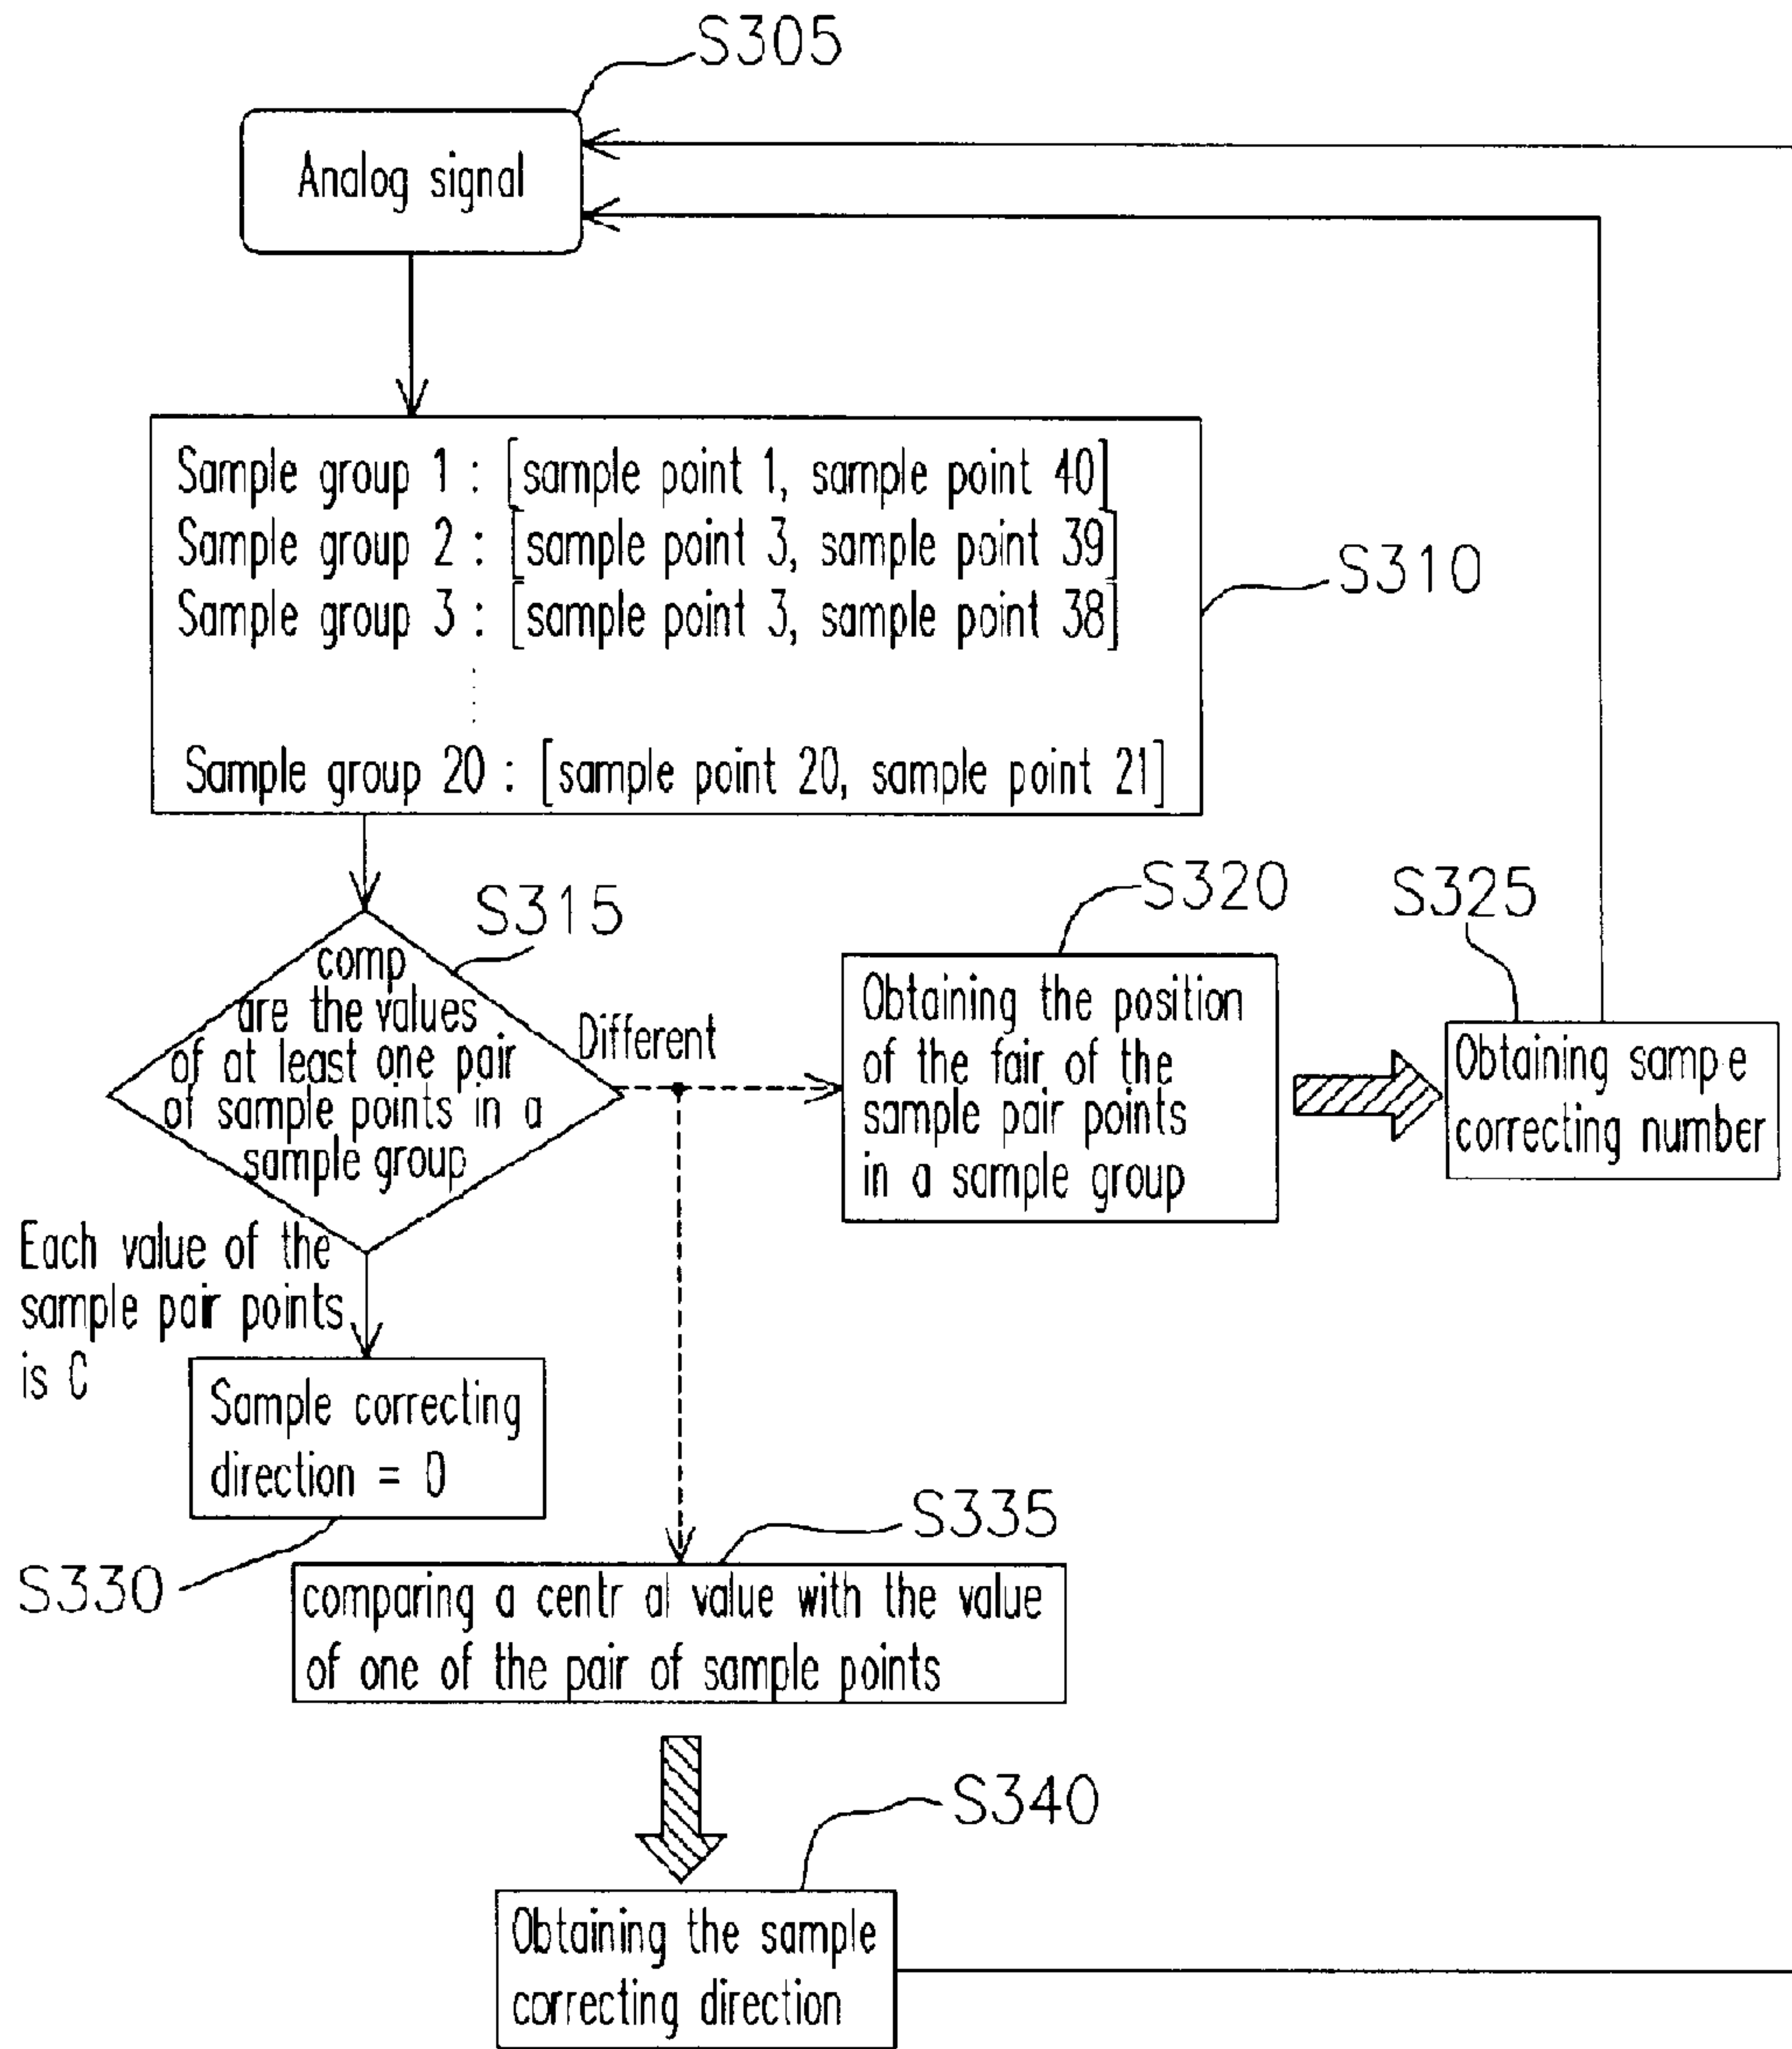 S305
Analog signal
Sample group 1 : [sample point 1, sample point 40]
Sample group 2 : [sample point 3, sample point 39]
Sample group 3 : [sample point 3, sample point 38]
Sample group 20 : [sample point 20, sample point 21]
S310
S315
comp
are the values
of at least one pair
of sample points in a
sample group
Different
S320
Obtaining the position
of the fair of the
sample pair points
in a sample group
S325
Obtaining sample
correcting number
Each value of the
sample pair points
is C
Sample correcting
direction = 0
S330
S335
comparing a centr al value with the value
of one of the pair of sample points
S340
Obtaining the sample
correcting direction